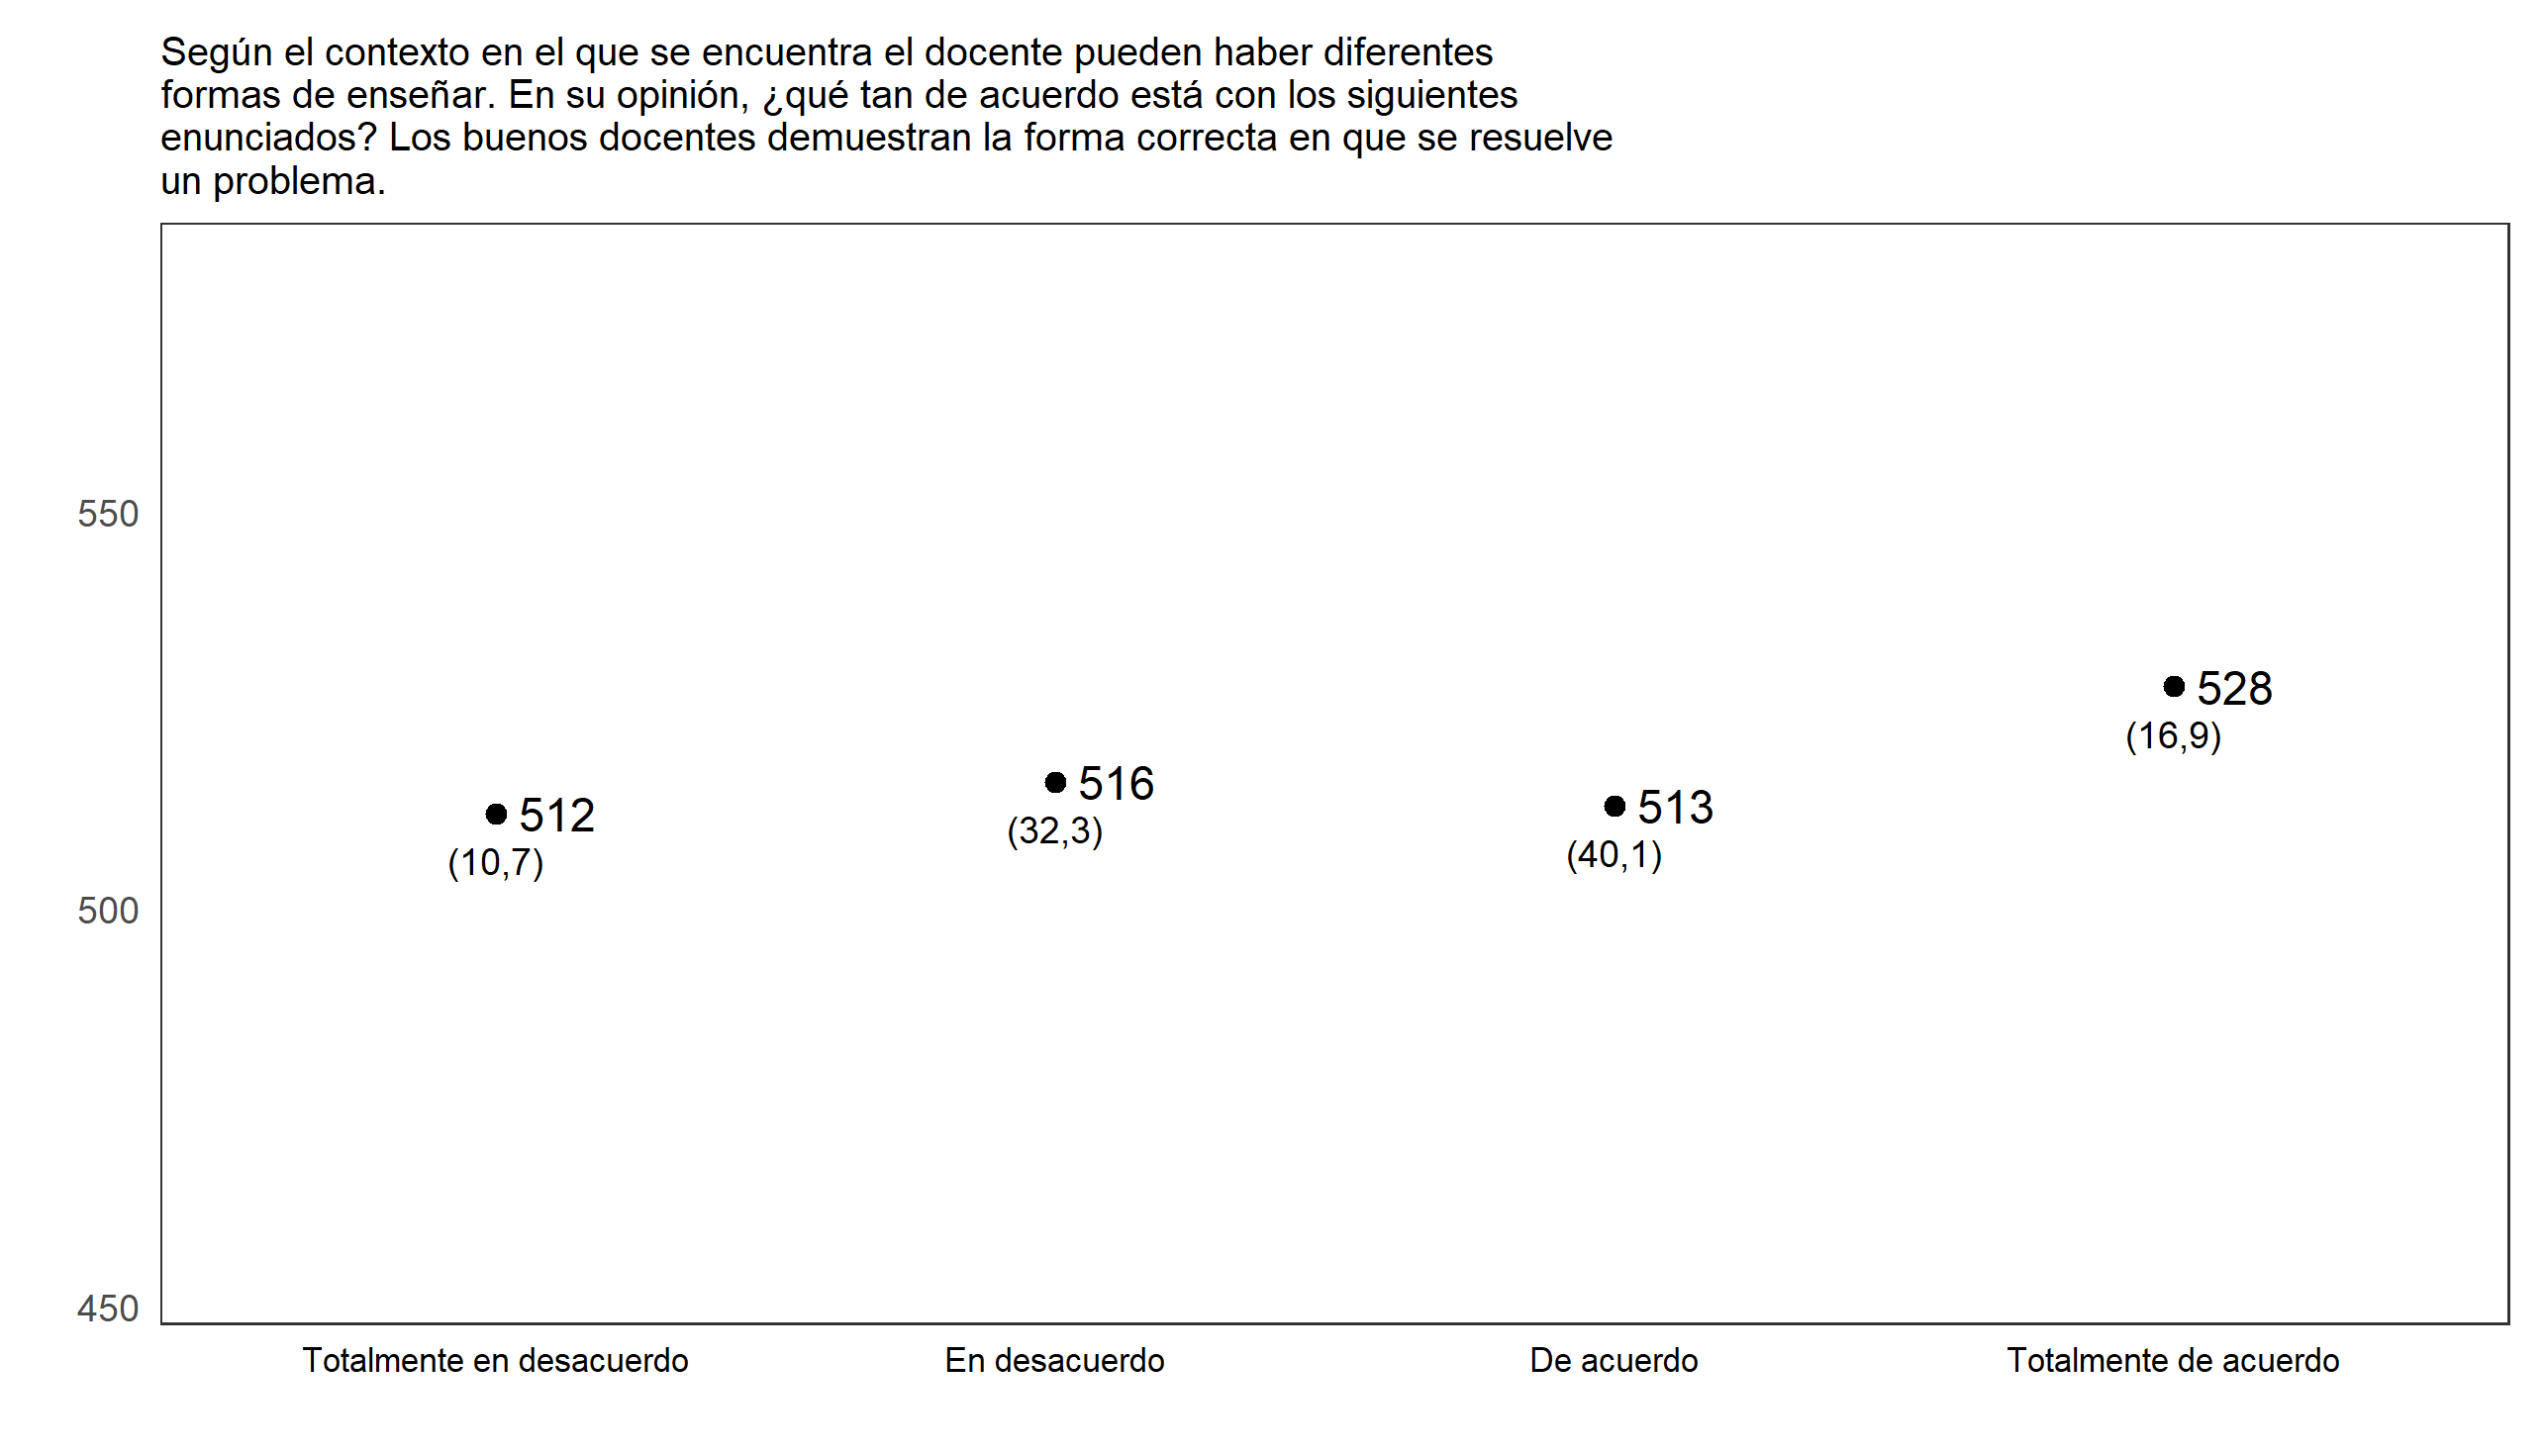 Según el contexto en el que se encuentra el docente pueden haber diferentes
formas de enseñar. En su opinión, ¿qué tan de acuerdo está con los siguientes
enunciados? Los buenos docentes demuestran la forma correcta en que se resuelve
un problema.
550
528
(16,9)
516
(32,3)
513
(40,1)
512
(10,7)
500
450
Totalmente en desacuerdo
En desacuerdo
De acuerdo
Totalmente de acuerdo